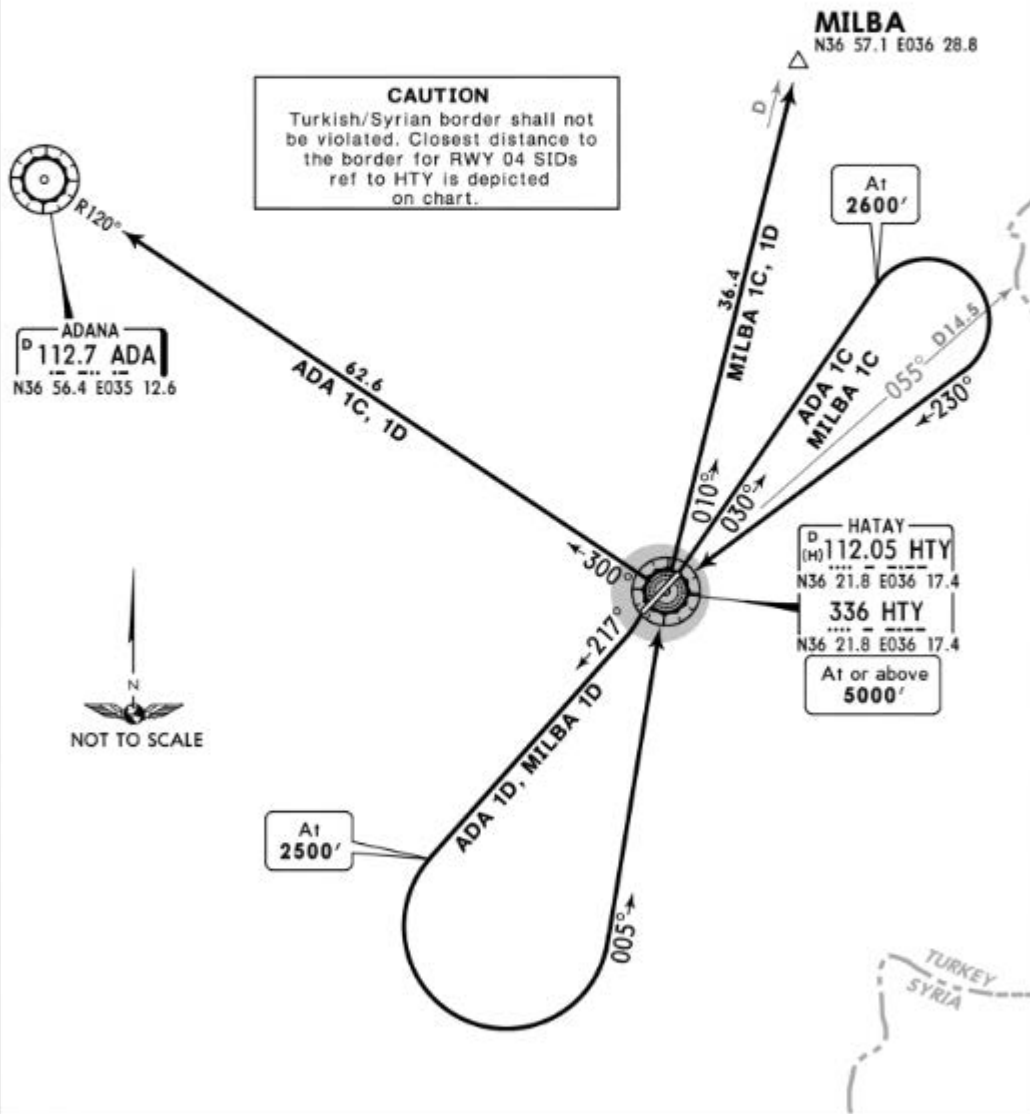 MILBA
N36 57.1 E036 28.8
D
CAUTION
Turkish/Syrian border shall not
be violated. Closest distance to
the border for RWY 04 SIDs
ref to HTY is depicted
on chart.
At
2600'
R120°
ADANA
D 112.7 ADA
N36 56.4 E035 12.6
62.6
ADA 1C, 1D
36.4
MILBA 1C, 1D
ADA 1C
MILBA 1C
055°
D14.5
230°
010°
030°
300°
217°
HATAY
D
(H) 112.05 HTY
N36 21.8 E036 17.4
336 HTY
N36 21.8 E036 17.4
At or above
5000'
N
NOT TO SCALE
ADA 1D, MILBA 1D
At
2500'
005°
TURKEY
SYRIA